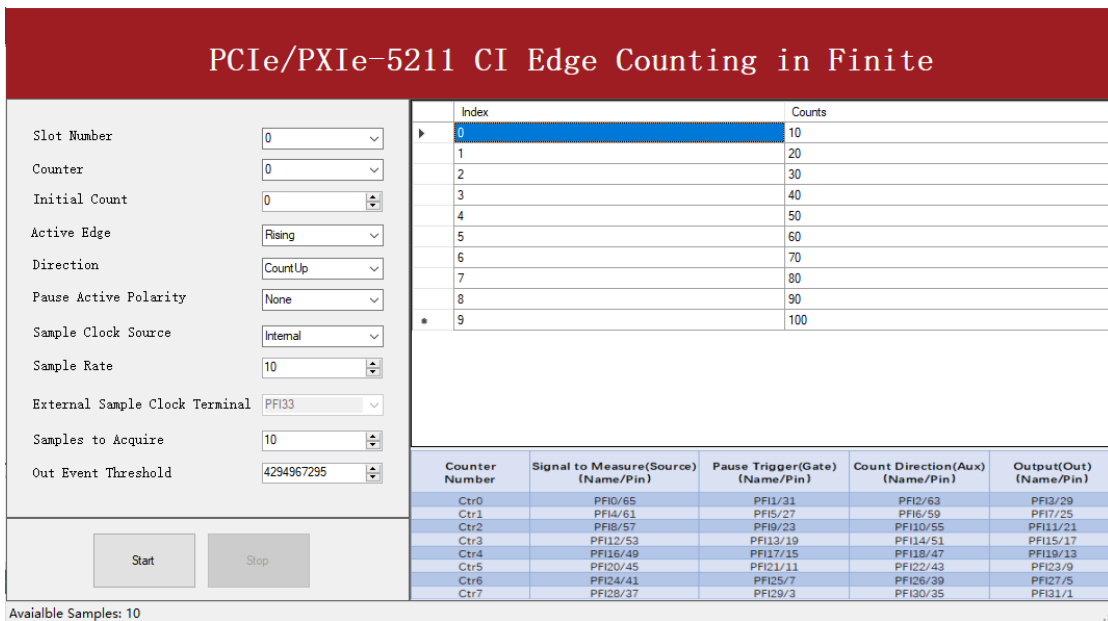 PCIe/PXIe-5211 CI Edge Counting in Finite
Slot Number 0
Counter 0
Initial Count 0
Active Edge Rising
Direction CountUp
Pause Active Polarity None
Sample Clock Source Internal
Sample Rate 10
External Sample Clock Terminal PFI33
Samples to Acquire 10
Out Event Threshold 4294967295
Start Stop
Index Counts
0 10
1 20
2 30
3 40
4 50
5 60
6 70
7 80
8 90
9 100
Counter Number Signal to Measure(Source) (Name/Pin) Pause Trigger(Gate) (Name/Pin) Count Direction(Aux) (Name/Pin) Output(Out) (Name/Pin)
Ctr0 PFI0/65 PFI1/31 PFI2/63 PFI3/29
Ctr1 PFI4/61 PFI5/27 PFI6/59 PFI7/25
Ctr2 PFI8/57 PFI9/23 PFI10/55 PFI11/21
Ctr3 PFI12/53 PFI13/19 PFI14/51 PFI15/17
Ctr4 PFI16/49 PFI17/15 PFI18/47 PFI19/13
Ctr5 PFI20/45 PFI21/11 PFI22/43 PFI23/9
Ctr6 PFI24/41 PFI25/7 PFI26/39 PFI27/5
Ctr7 PFI28/37 PFI29/3 PFI30/35 PFI31/1
Avaialble Samples: 10